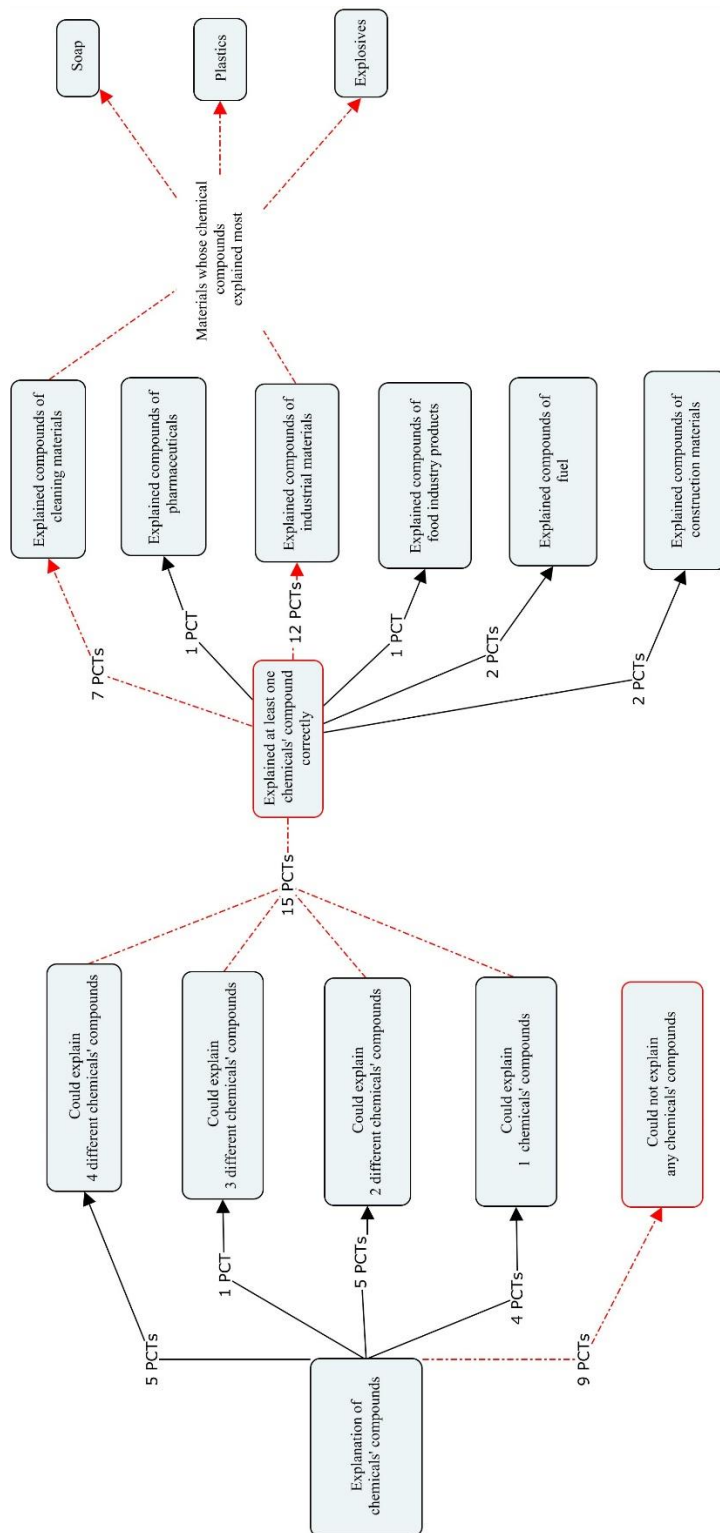 Explanation of
chemicals' compounds
5 PCTs
1 PCT
5 PCTs
4 PCTs
9 PCTs
Could explain
4 different chemicals' compounds
Could explain
3 different chemicals' compounds
Could explain
2 different chemicals' compounds
Could explain
1 chemicals' compounds
Could not explain
any chemicals' compounds
15 PCTs
Explained at least one
chemicals' compound
correctly
7 PCTs
1 PCT
12 PCTs
1 PCT
2 PCTs
2 PCTs
Explained compounds of
cleaning materials
Explained compounds of
pharmaceuticals
Explained compounds of
industrial materials
Explained compounds of
food industry products
Explained compounds of
fuel
Explained compounds of
construction materials
Materials whose chemical
compounds
explained most
Soap
Plastics
Explosives